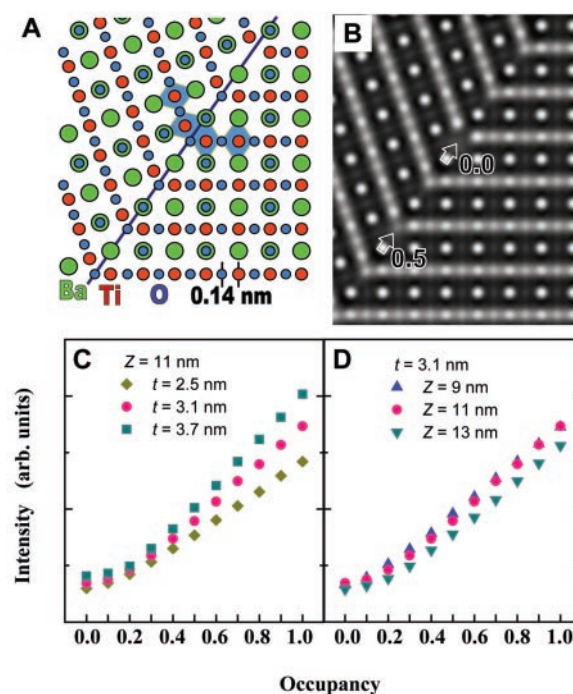 A
Ba Ti O 0.14 nm
B
0.0
0.5
C
Z = 11 nm
t = 2.5 nm
t = 3.1 nm
t = 3.7 nm
D
t = 3.1 nm
Z = 9 nm
Z = 11 nm
Z = 13 nm
Intensity (arb. units)
0.0 0.2 0.4 0.6 0.8 1.0
0.0 0.2 0.4 0.6 0.8 1.0
Occupancy